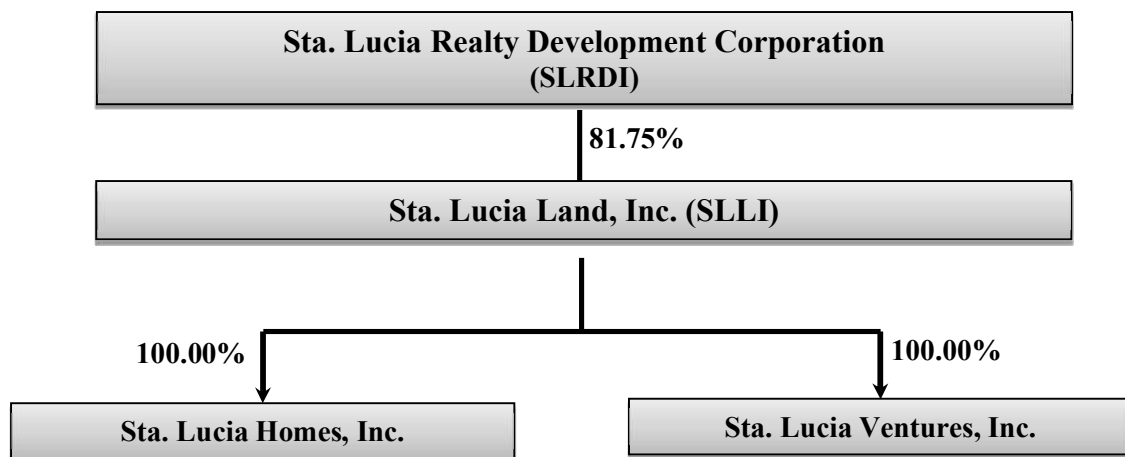 Sta. Lucia Realty Development Corporation
(SLRDI)
81.75%
Sta. Lucia Land, Inc. (SLLI)
100.00%
100.00%
Sta. Lucia Homes, Inc.
Sta. Lucia Ventures, Inc.